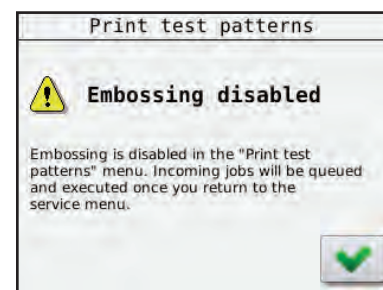 Print test patterns
Embossing disabled
Embossing is disabled in the "Print test
patterns" menu. Incoming jobs will be queued
and executed once you return to the
service menu.